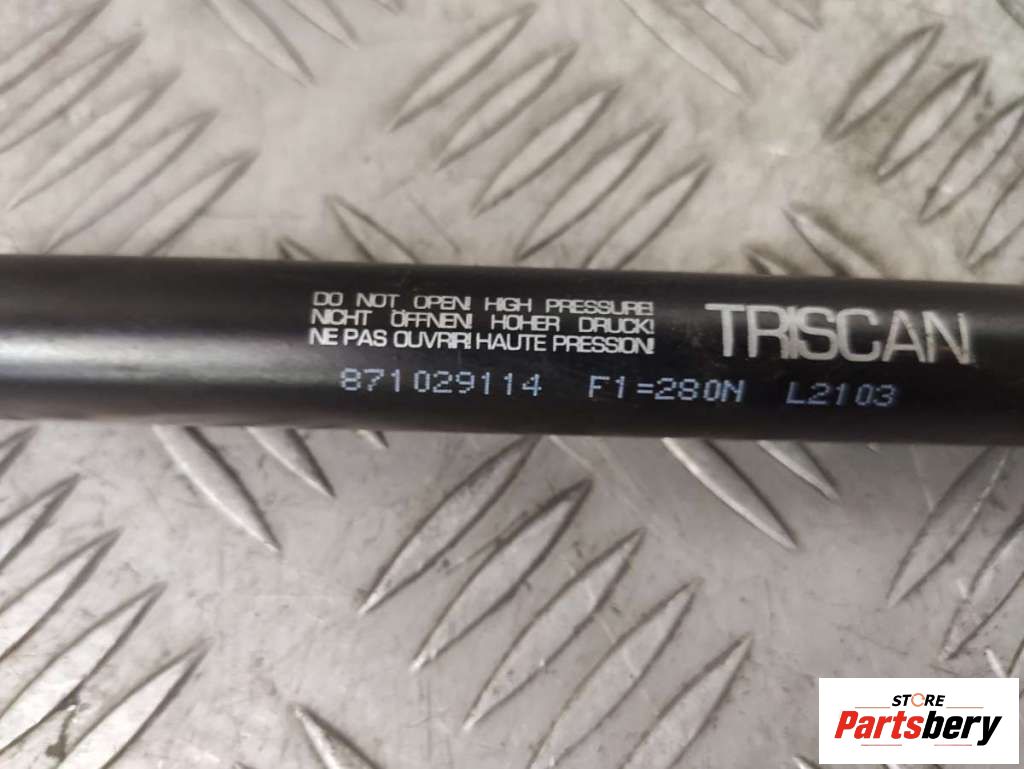 DO NOT OPEN! HIGH PRESSURE!
NICHT ÖFFNEN! HOHER DRUCK!
NE PAS OUVRIR! HAUTE PRESSION!
TRISCAN
871029114 F1=280N L2103
STORE
Partsbery